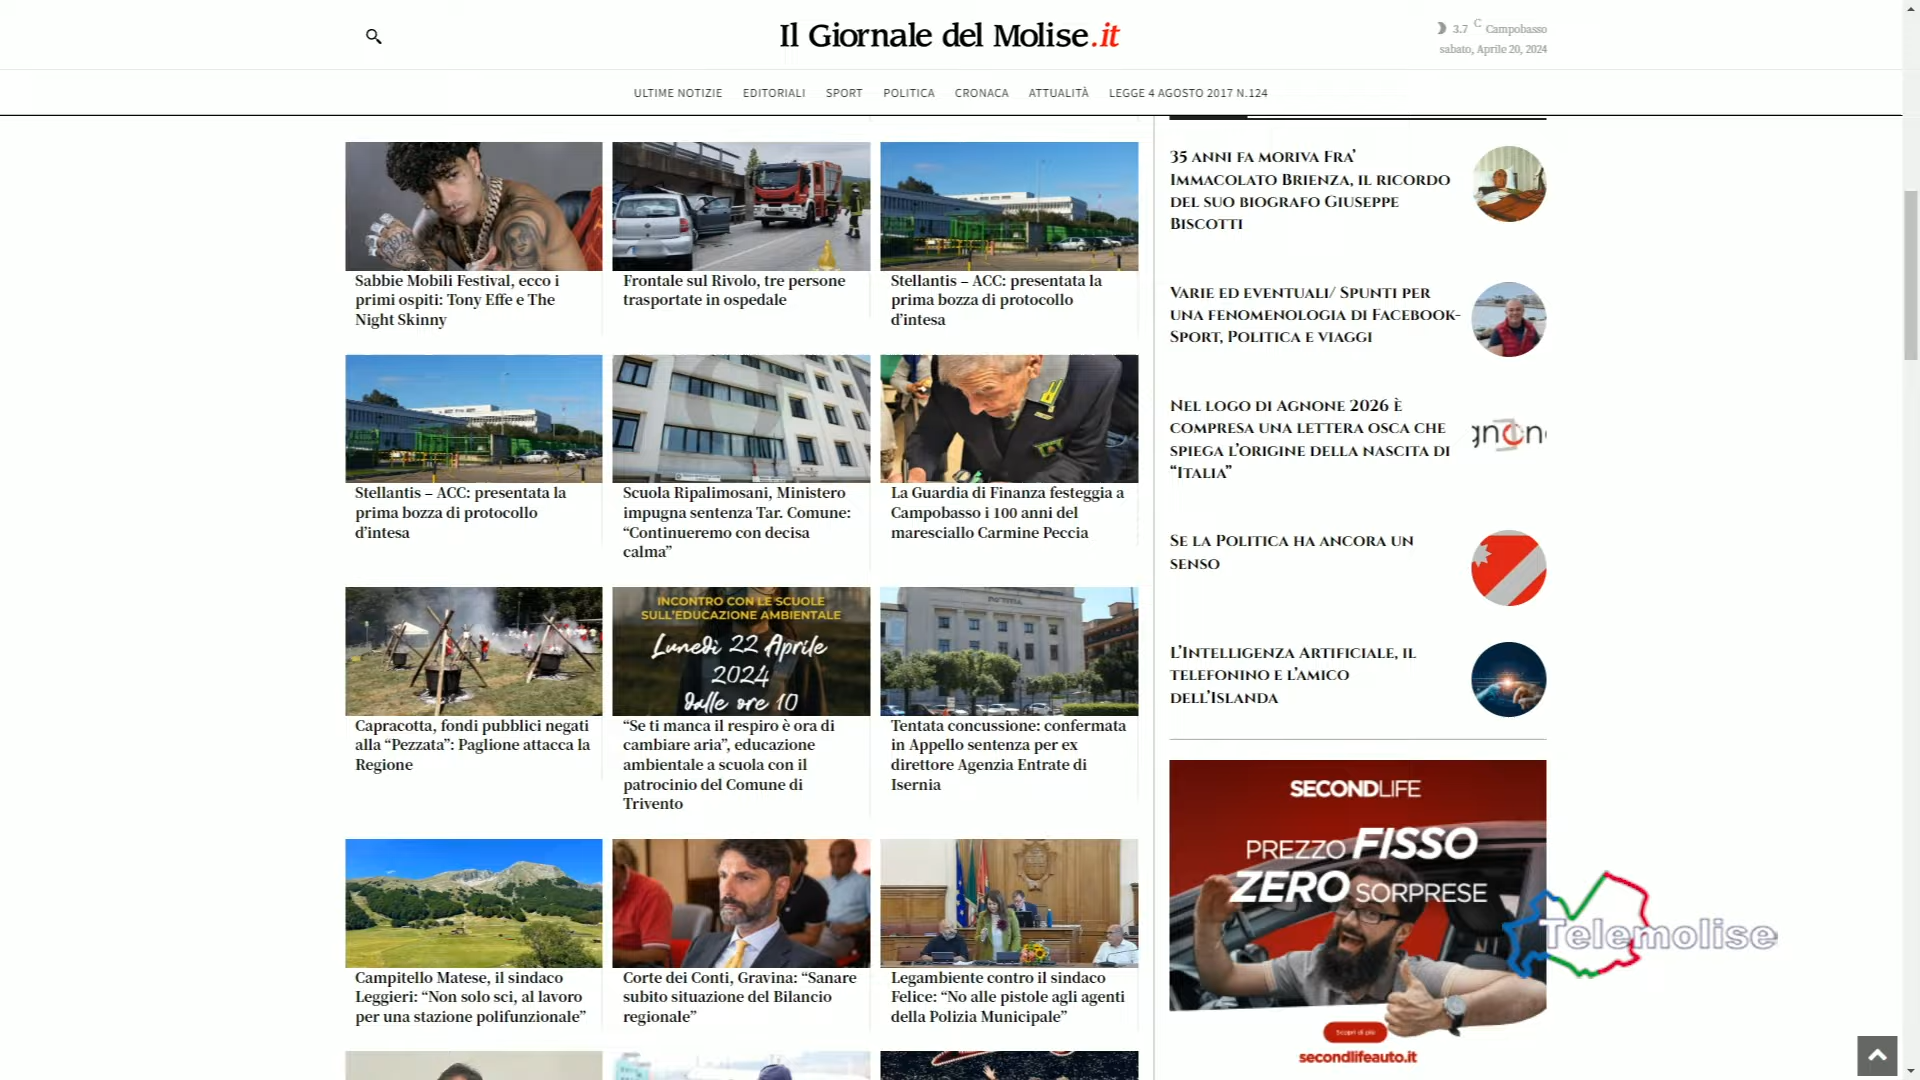 Il Giornale del Molise.it
3.7 C Campobasso
sabato, Aprile 20, 2024
ULTIME NOTIZIE EDITORIALI SPORT POLITICA CRONACA ATTUALITÀ LEGGE 4 AGOSTO 2017 N.124
Sabbie Mobili Festival, ecco i
primi ospiti: Tony Effe e The
Night Skinny
Frontale sul Rivolo, tre persone
trasportate in ospedale
Stellantis – ACC: presentata la
prima bozza di protocollo
d’intesa
Stellantis – ACC: presentata la
prima bozza di protocollo
d’intesa
Scuola Ripalimosani, Ministero
impugna sentenza Tar. Comune:
“Continueremo con decisa
calma”
La Guardia di Finanza festeggia a
Campobasso i 100 anni del
maresciallo Carmine Peccia
Capracotta, fondi pubblici negati
alla “Pezzata”: Paglione attacca la
Regione
INCONTRO CON LE SCUOLE
SULL'EDUCAZIONE AMBIENTALE
Lunedì 22 Aprile
2024
dalle ore 10
“Se ti manca il respiro è ora di
cambiare aria”, educazione
ambientale a scuola con il
patrocinio del Comune di
Trivento
Tentata concussione: confermata
in Appello sentenza per ex
direttore Agenzia Entrate di
Isernia
Campitello Matese, il sindaco
Leggieri: “Non solo sci, al lavoro
per una stazione polifunzionale”
Corte dei Conti, Gravina: “Sanare
subito situazione del Bilancio
regionale”
Legambiente contro il sindaco
Felice: “No alle pistole agli agenti
della Polizia Municipale”
35 anni fa moriva Fra’
Immacolato Brienza, il ricordo
del suo biografo Giuseppe
Biscotti
Varie ed eventuali/ Spunti per
una fenomenologia di Facebook-
Sport, Politica e viaggi
Nel logo di Agnone 2026 è
compresa una lettera osca che
spiega l’origine della nascita di
“Italia”
Se la Politica ha ancora un
senso
L’Intelligenza Artificiale, il
telefonino e l’amico
dell’Islanda
SECONDLIFE
PREZZO FISSO
ZERO SORPRESE
Scopri di più
secondlifeauto.it
Telemolise